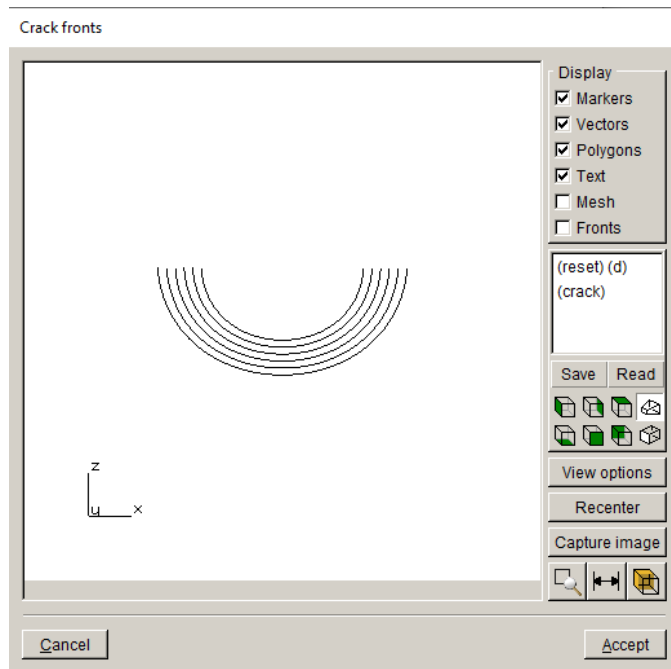 Crack fronts
Display
Markers
Vectors
Polygons
Text
Mesh
Fronts
(reset) (d)
(crack)
Save Read
View options
Recenter
Capture image
z
y x
Cancel Accept